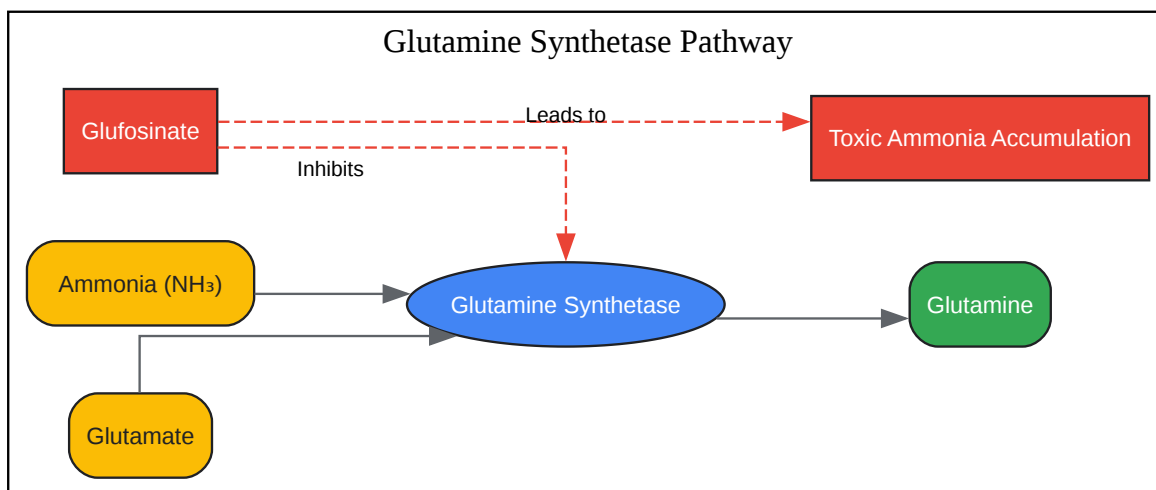 Glutamine Synthetase Pathway
Glufosinate
Leads to
Toxic Ammonia Accumulation
Inhibits
Ammonia (NH₃)
Glutamine Synthetase
Glutamine
Glutamate